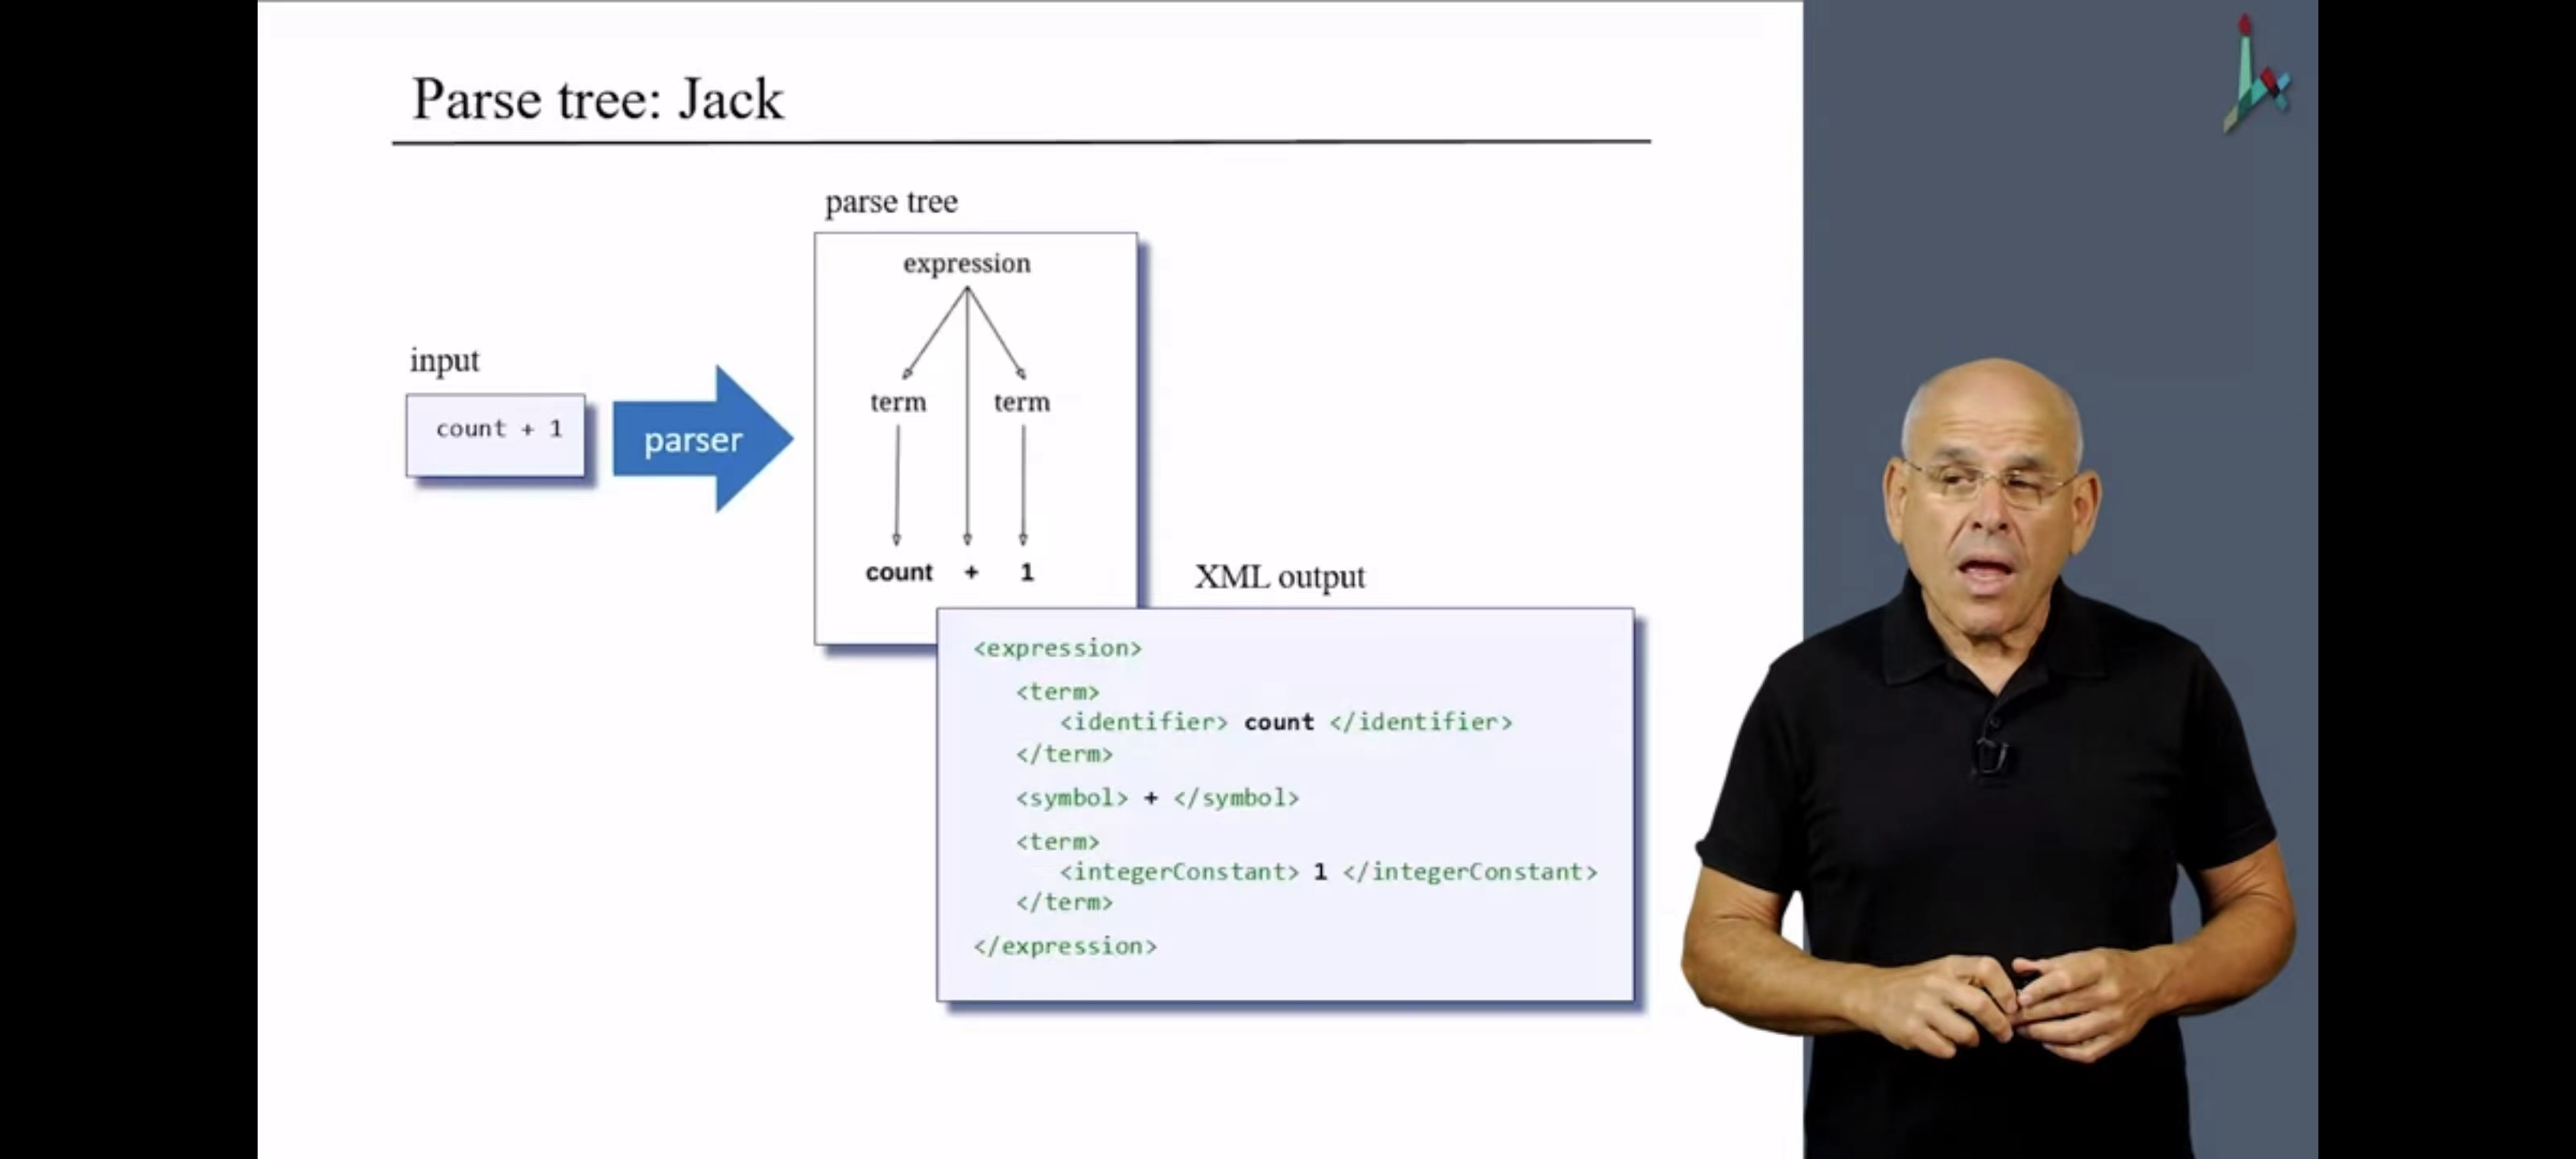 Parse tree: Jack
parse tree
expression
input
term term
count + 1
parser
count + 1
XML output
<expression>
<term>
<identifier> count </identifier>
</term>
<symbol> + </symbol>
<term>
<integerConstant> 1 </integerConstant>
</term>
</expression>